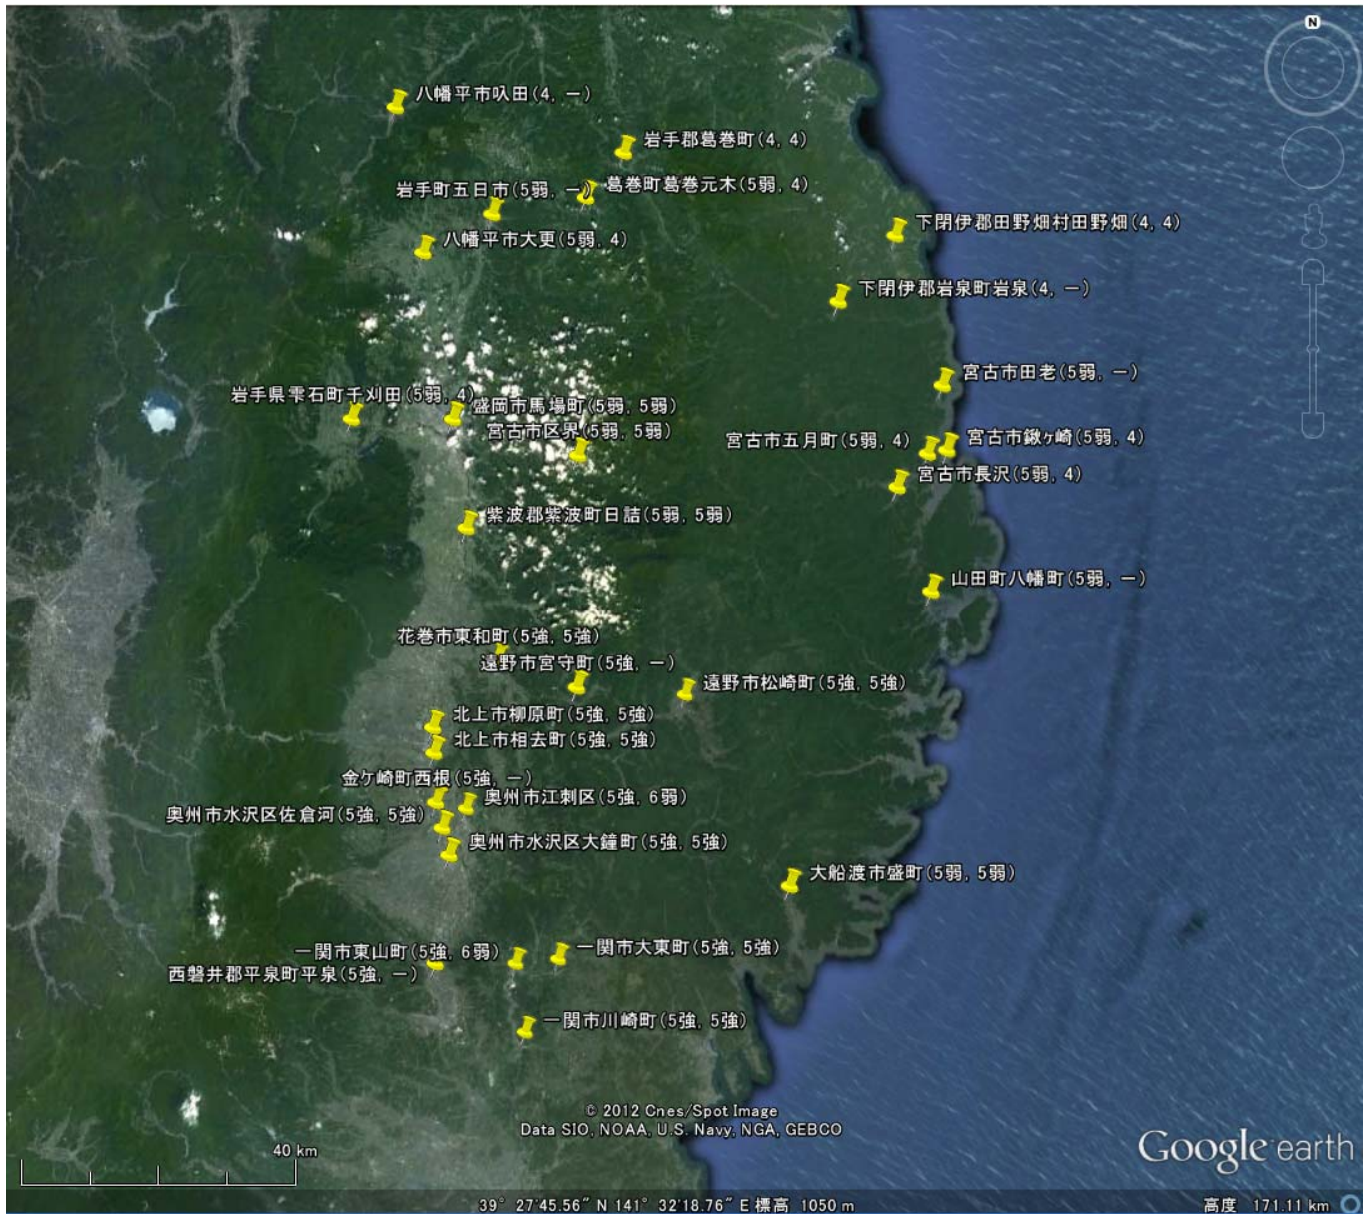 N
八幡平市叺田(4, －)
岩手郡葛巻町(4, 4)
葛巻町葛巻元木(5弱, 4)
岩手町五日市(5弱, －)
下閉伊郡田野畑村田野畑(4, 4)
八幡平市大更(5弱, 4)
下閉伊郡岩泉町岩泉(4, －)
宮古市田老(5弱, －)
岩手県雫石町千刈田(5弱, 4)
盛岡市馬場町(5弱, 5弱)
宮古市区界(5弱, 5弱)
宮古市五月町(5弱, 4)
宮古市鍬ヶ崎(5弱, 4)
宮古市長沢(5弱, 4)
紫波郡紫波町日詰(5弱, 5弱)
山田町八幡町(5弱, －)
花巻市東和町(5強, 5強)
遠野市宮守町(5強, －)
遠野市松崎町(5強, 5強)
北上市柳原町(5強, 5強)
北上市相去町(5強, 5強)
金ケ崎町西根(5強, －)
奥州市江刺区(5強, 6弱)
奥州市水沢区佐倉河(5強, 5強)
奥州市水沢区大鐘町(5強, 5強)
大船渡市盛町(5弱, 5弱)
一関市東山町(5強, 6弱)
一関市大東町(5強, 5強)
西磐井郡平泉町平泉(5強, －)
一関市川崎町(5強, 5強)
© 2012 Cnes/Spot Image
Data SIO, NOAA, U.S. Navy, NGA, GEBCO
Google earth
40 km
39° 27'45.56" N 141° 32'18.76" E 標高 1050 m
高度 171.11 km